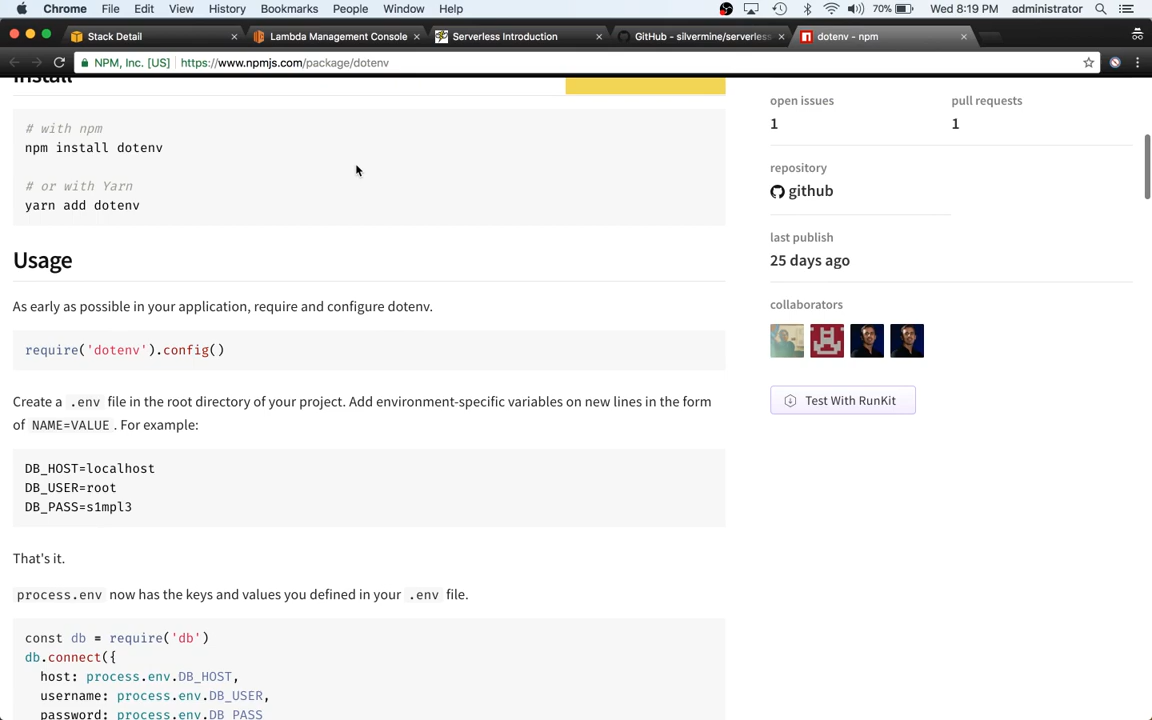 Chrome File Edit View History Bookmarks People Window Help 70% Wed 8:19 PM administrator
Stack Detail Lambda Management Console Serverless Introduction GitHub - silvermine/serverless dotenv - npm
NPM, Inc. [US] https://www.npmjs.com/package/dotenv
Install
# with npm
npm install dotenv
# or with Yarn
yarn add dotenv
Usage
As early as possible in your application, require and configure dotenv.
require('dotenv').config()
Create a .env file in the root directory of your project. Add environment-specific variables on new lines in the form
of NAME=VALUE . For example:
DB_HOST=localhost
DB_USER=root
DB_PASS=s1mpl3
That's it.
process.env now has the keys and values you defined in your .env file.
const db = require('db')
db.connect({
host: process.env.DB_HOST,
username: process.env.DB_USER,
password: process.env.DB_PASS
open issues pull requests
1 1
repository
github
last publish
25 days ago
collaborators
Test With RunKit